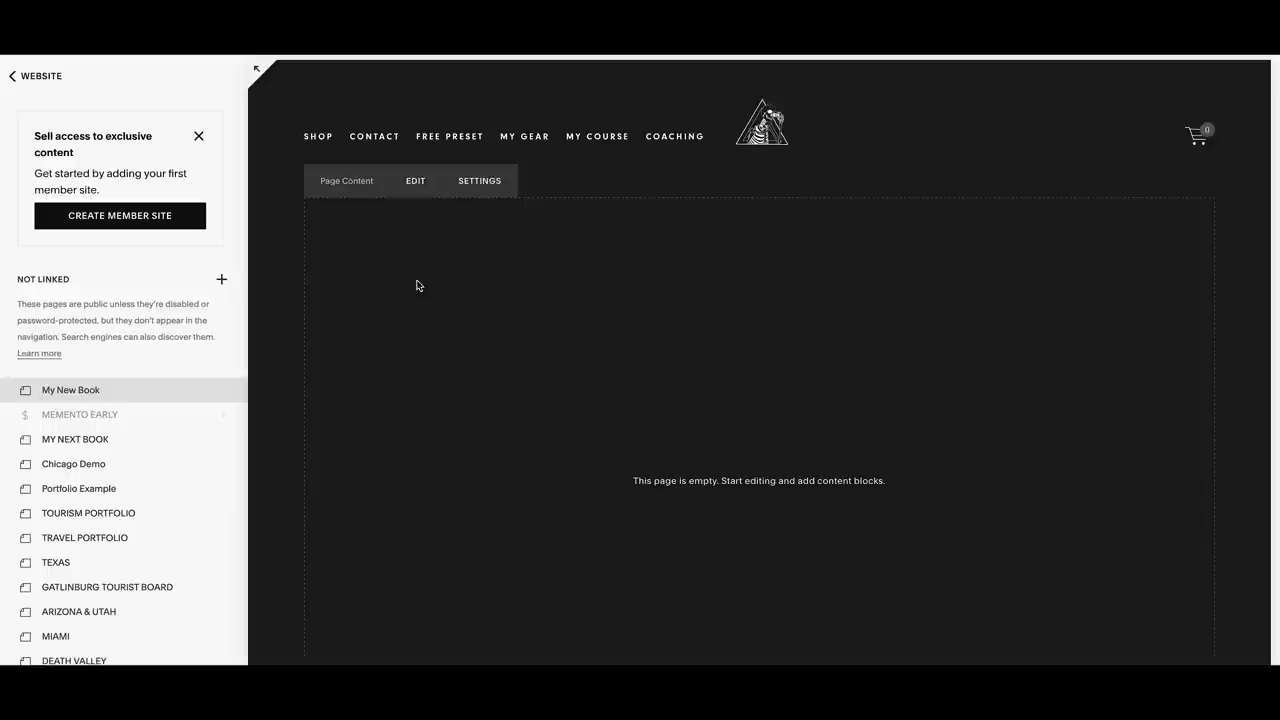 WEBSITE
Sell access to exclusive
content
Get started by adding your first
member site.
CREATE MEMBER SITE
NOT LINKED
These pages are public unless they're disabled or
password-protected, but they don't appear in the
navigation. Search engines can also discover them.
Learn more
My New Book
MEMENTO EARLY
MY NEXT BOOK
Chicago Demo
Portfolio Example
TOURISM PORTFOLIO
TRAVEL PORTFOLIO
TEXAS
GATLINBURG TOURIST BOARD
ARIZONA & UTAH
MIAMI
DEATH VALLEY
SHOP CONTACT FREE PRESET MY GEAR MY COURSE COACHING
0
Page Content EDIT SETTINGS
This page is empty. Start editing and add content blocks.